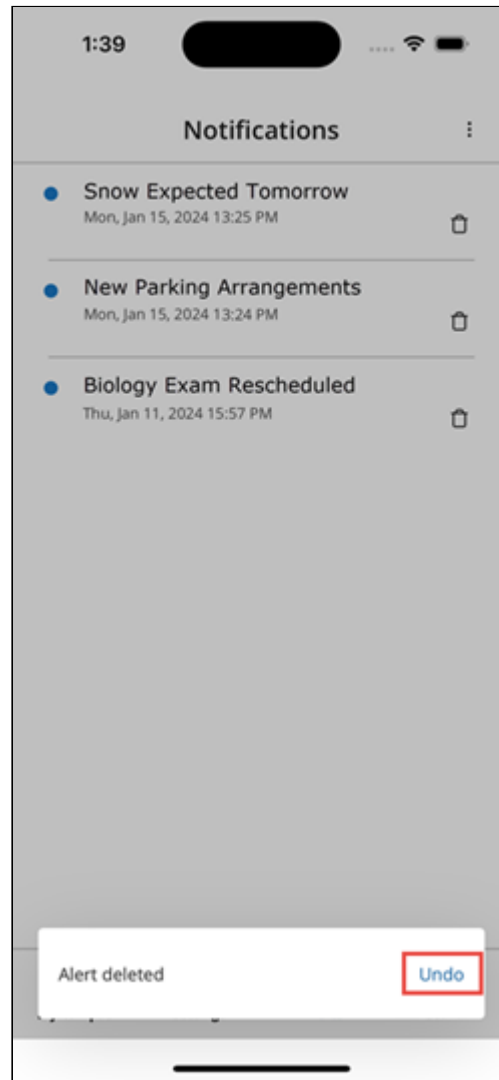 1:39
Notifications
Snow Expected Tomorrow
Mon, Jan 15, 2024 13:25 PM
New Parking Arrangements
Mon, Jan 15, 2024 13:24 PM
Biology Exam Rescheduled
Thu, Jan 11, 2024 15:57 PM
Alert deleted Undo